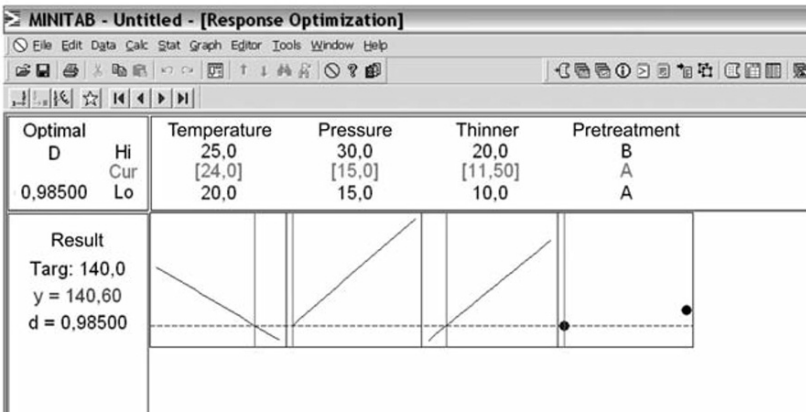 MINITAB - Untitled - [Response Optimization]
File Edit Data Calc Stat Graph Editor Tools Window Help
Optimal Temperature Pressure Thinner Pretreatment
D Hi 25,0 30,0 20,0 B
Cur [24,0] [15,0] [11,50] A
0,98500 Lo 20,0 15,0 10,0 A
Result
Targ: 140,0
y = 140,60
d = 0,98500